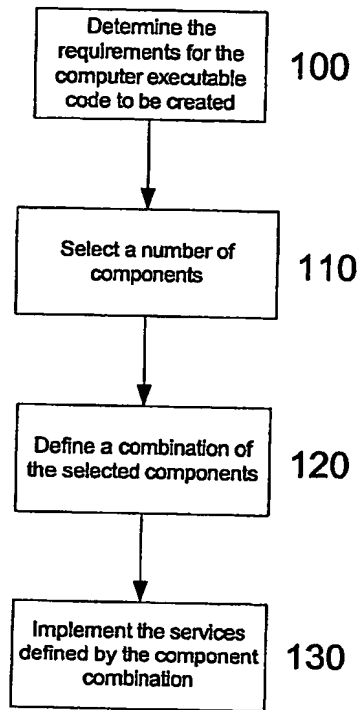 Determine the
requirements for the
computer executable
code to be created
100
Select a number of
components
110
Define a combination of
the selected components
120
Implement the services
defined by the component
combination
130